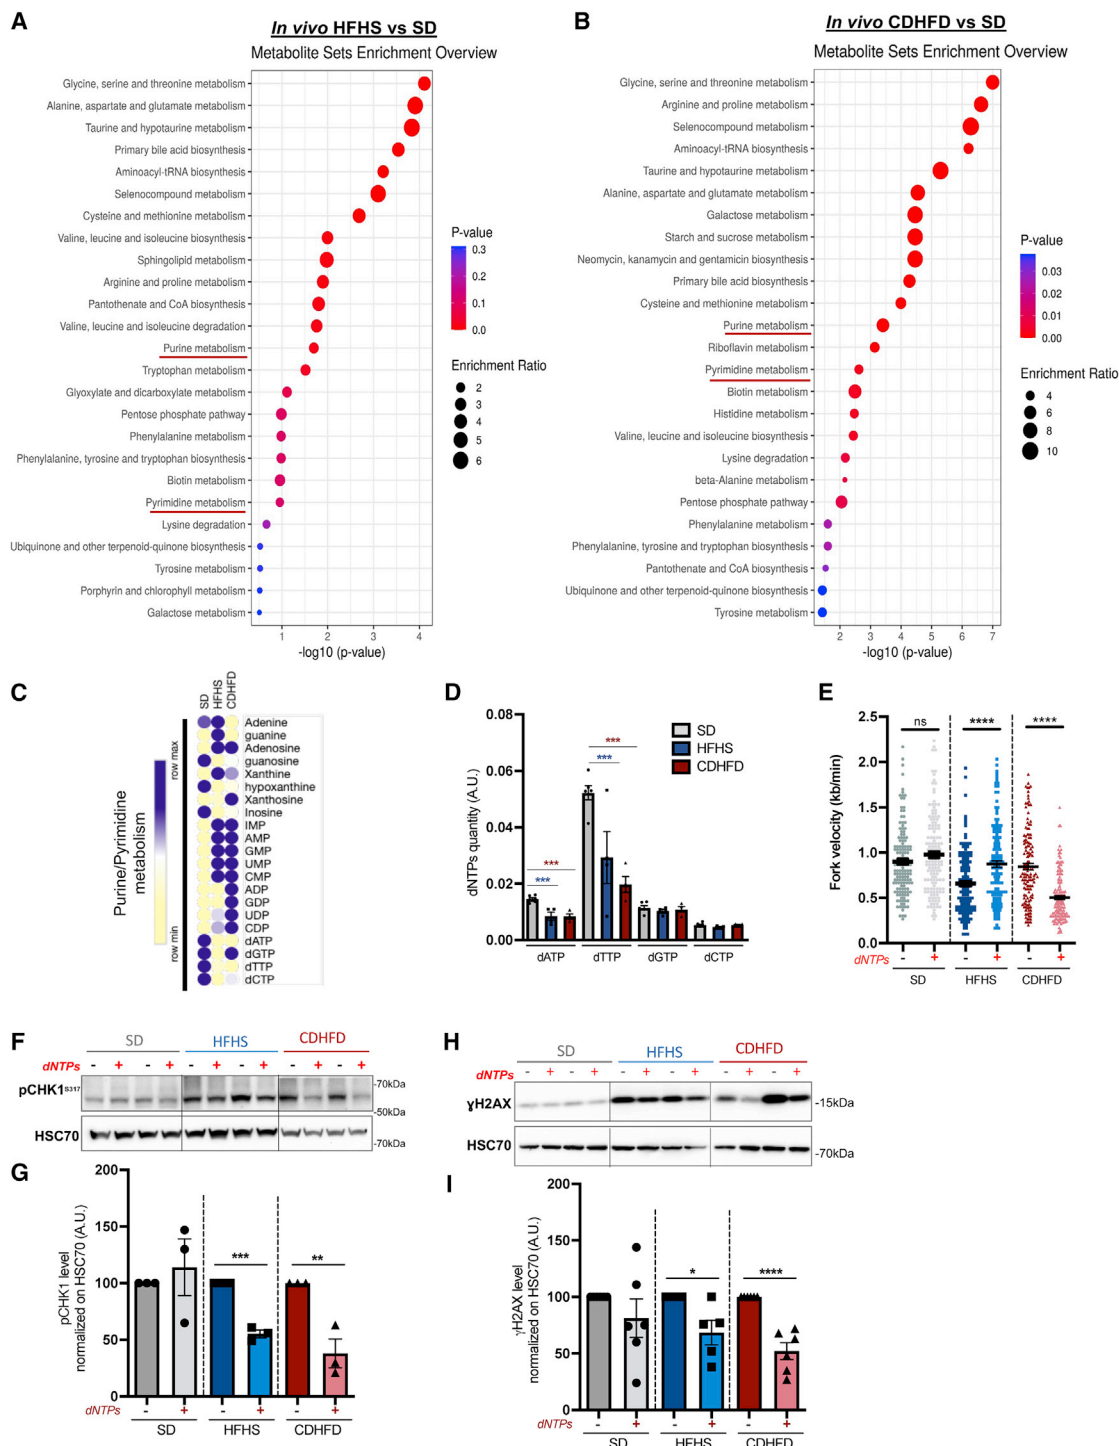 A
In vivo HFHS vs SD
Metabolite Sets Enrichment Overview
Glycine, serine and threonine metabolism
Alanine, aspartate and glutamate metabolism
Taurine and hypotaurine metabolism
Primary bile acid biosynthesis
Aminoacyl-tRNA biosynthesis
Selenocompound metabolism
Cysteine and methionine metabolism
Valine, leucine and isoleucine biosynthesis
Sphingolipid metabolism
Arginine and proline metabolism
Pantothenate and CoA biosynthesis
Valine, leucine and isoleucine degradation
Purine metabolism
Tryptophan metabolism
Glyoxylate and dicarboxylate metabolism
Pentose phosphate pathway
Phenylalanine metabolism
Phenylalanine, tyrosine and tryptophan biosynthesis
Biotin metabolism
Pyrimidine metabolism
Lysine degradation
Ubiquinone and other terpenoid-quinone biosynthesis
Tyrosine metabolism
Porphyrin and chlorophyll metabolism
Galactose metabolism
1 2 3 4
-log10 (p-value)
P-value
0.3
0.2
0.1
0.0
Enrichment Ratio
2
3
4
5
6
B
In vivo CDHFD vs SD
Metabolite Sets Enrichment Overview
Glycine, serine and threonine metabolism
Arginine and proline metabolism
Selenocompound metabolism
Aminoacyl-tRNA biosynthesis
Taurine and hypotaurine metabolism
Alanine, aspartate and glutamate metabolism
Galactose metabolism
Starch and sucrose metabolism
Neomycin, kanamycin and gentamicin biosynthesis
Primary bile acid biosynthesis
Cysteine and methionine metabolism
Purine metabolism
Riboflavin metabolism
Pyrimidine metabolism
Biotin metabolism
Histidine metabolism
Valine, leucine and isoleucine biosynthesis
Lysine degradation
beta-Alanine metabolism
Pentose phosphate pathway
Phenylalanine metabolism
Phenylalanine, tyrosine and tryptophan biosynthesis
Pantothenate and CoA biosynthesis
Ubiquinone and other terpenoid-quinone biosynthesis
Tyrosine metabolism
2 3 4 5 6 7
-log10 (p-value)
P-value
0.03
0.02
0.01
0.00
Enrichment Ratio
4
6
8
10
C
SD HFHS CDHFD
row max
row min
Purine/Pyrimidine metabolism
Adenine
guanine
Adenosine
guanosine
Xanthine
hypoxanthine
Xanthosine
Inosine
IMP
AMP
GMP
UMP
CMP
ADP
GDP
UDP
CDP
dATP
dGTP
dTTP
dCTP
D
dNTPs quantity (A.U.)
0.08
0.06
0.04
0.02
0.00
*** ***
*** ***
SD
HFHS
CDHFD
dATP dTTP dGTP dCTP
E
Fork velocity (kb/min)
2.5
2.0
1.5
1.0
0.5
0.0
ns **** ****
dNTPs - + - + - +
SD HFHS CDHFD
F
SD HFHS CDHFD
dNTPs - + - + - + - + - + - +
pCHK1S317
-70kDa
-50kDa
HSC70
-70kDa
G
pCHK1 level
normalized on HSC70 (A.U.)
200
150
100
50
0
*** **
- + - + - +
dNTPs
SD HFHS CDHFD
H
SD HFHS CDHFD
dNTPs - + - + - + - + - + - +
ɣH2AX
-15kDa
HSC70
-70kDa
I
γH2AX level
normalized on HSC70 (A.U.)
200
150
100
50
0
* ****
- + - + - +
dNTPs
SD HFHS CDHFD